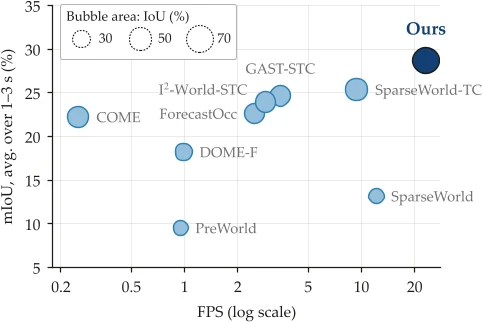 35
30
25
20
15
10
5
mIoU, avg. over 1–3 s (%)
Bubble area: IoU (%)
30 50 70
Ours
GAST-STC
I²-World-STC
SparseWorld-TC
ForecastOcc
COME
DOME-F
SparseWorld
PreWorld
0.2 0.5 1 2 5 10 20
FPS (log scale)